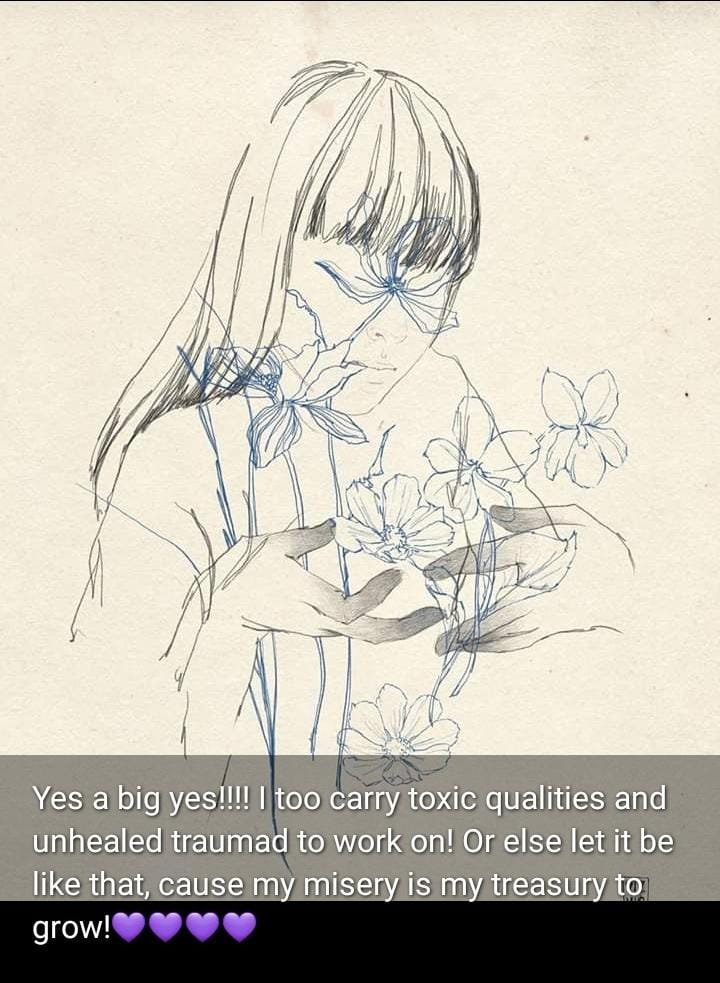 Yes a big yes!!!! I too carry toxic qualities and
unhealed traumad to work on! Or else let it be
like that, cause my misery is my treasury to
grow!💜💜💜💜